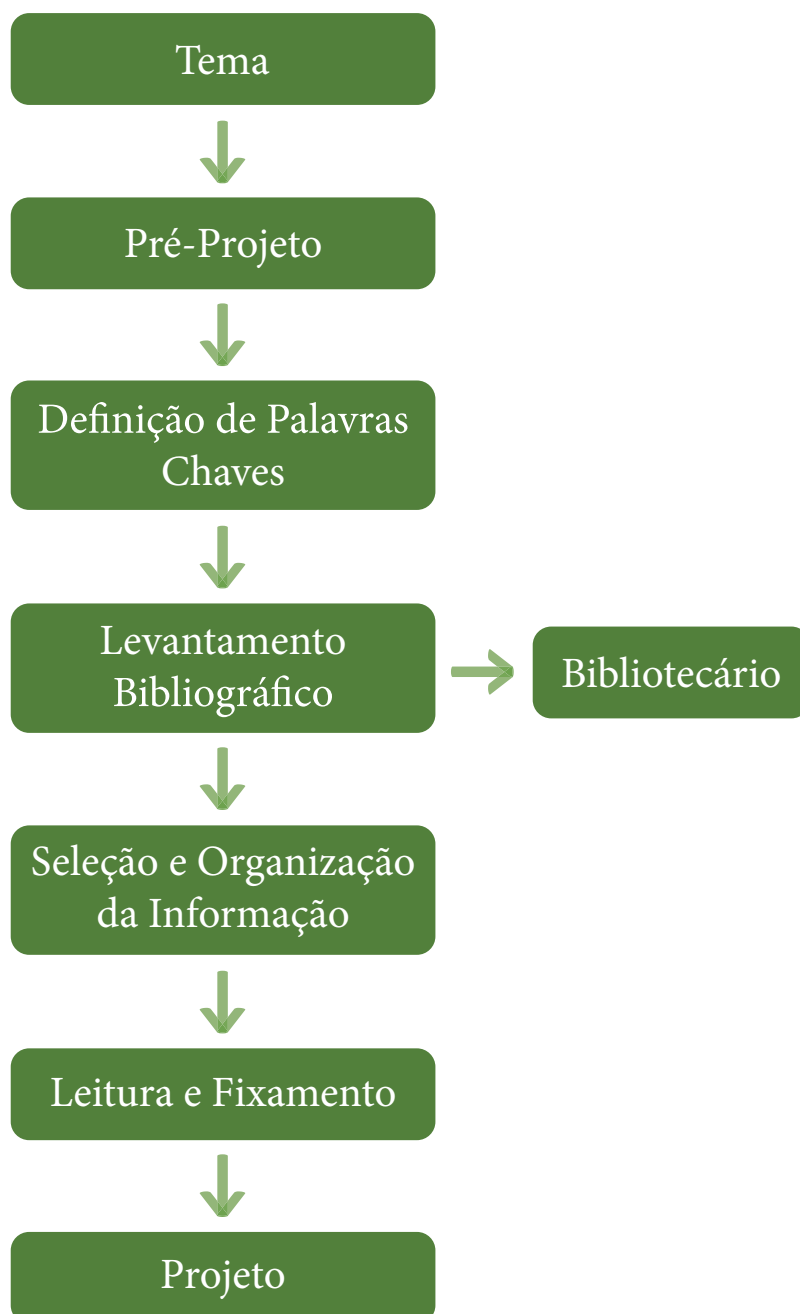 Tema
Pré-Projeto
Definição de Palavras
Chaves
Levantamento
Bibliográfico
Bibliotecário
Seleção e Organização
da Informação
Leitura e Fixamento
Projeto